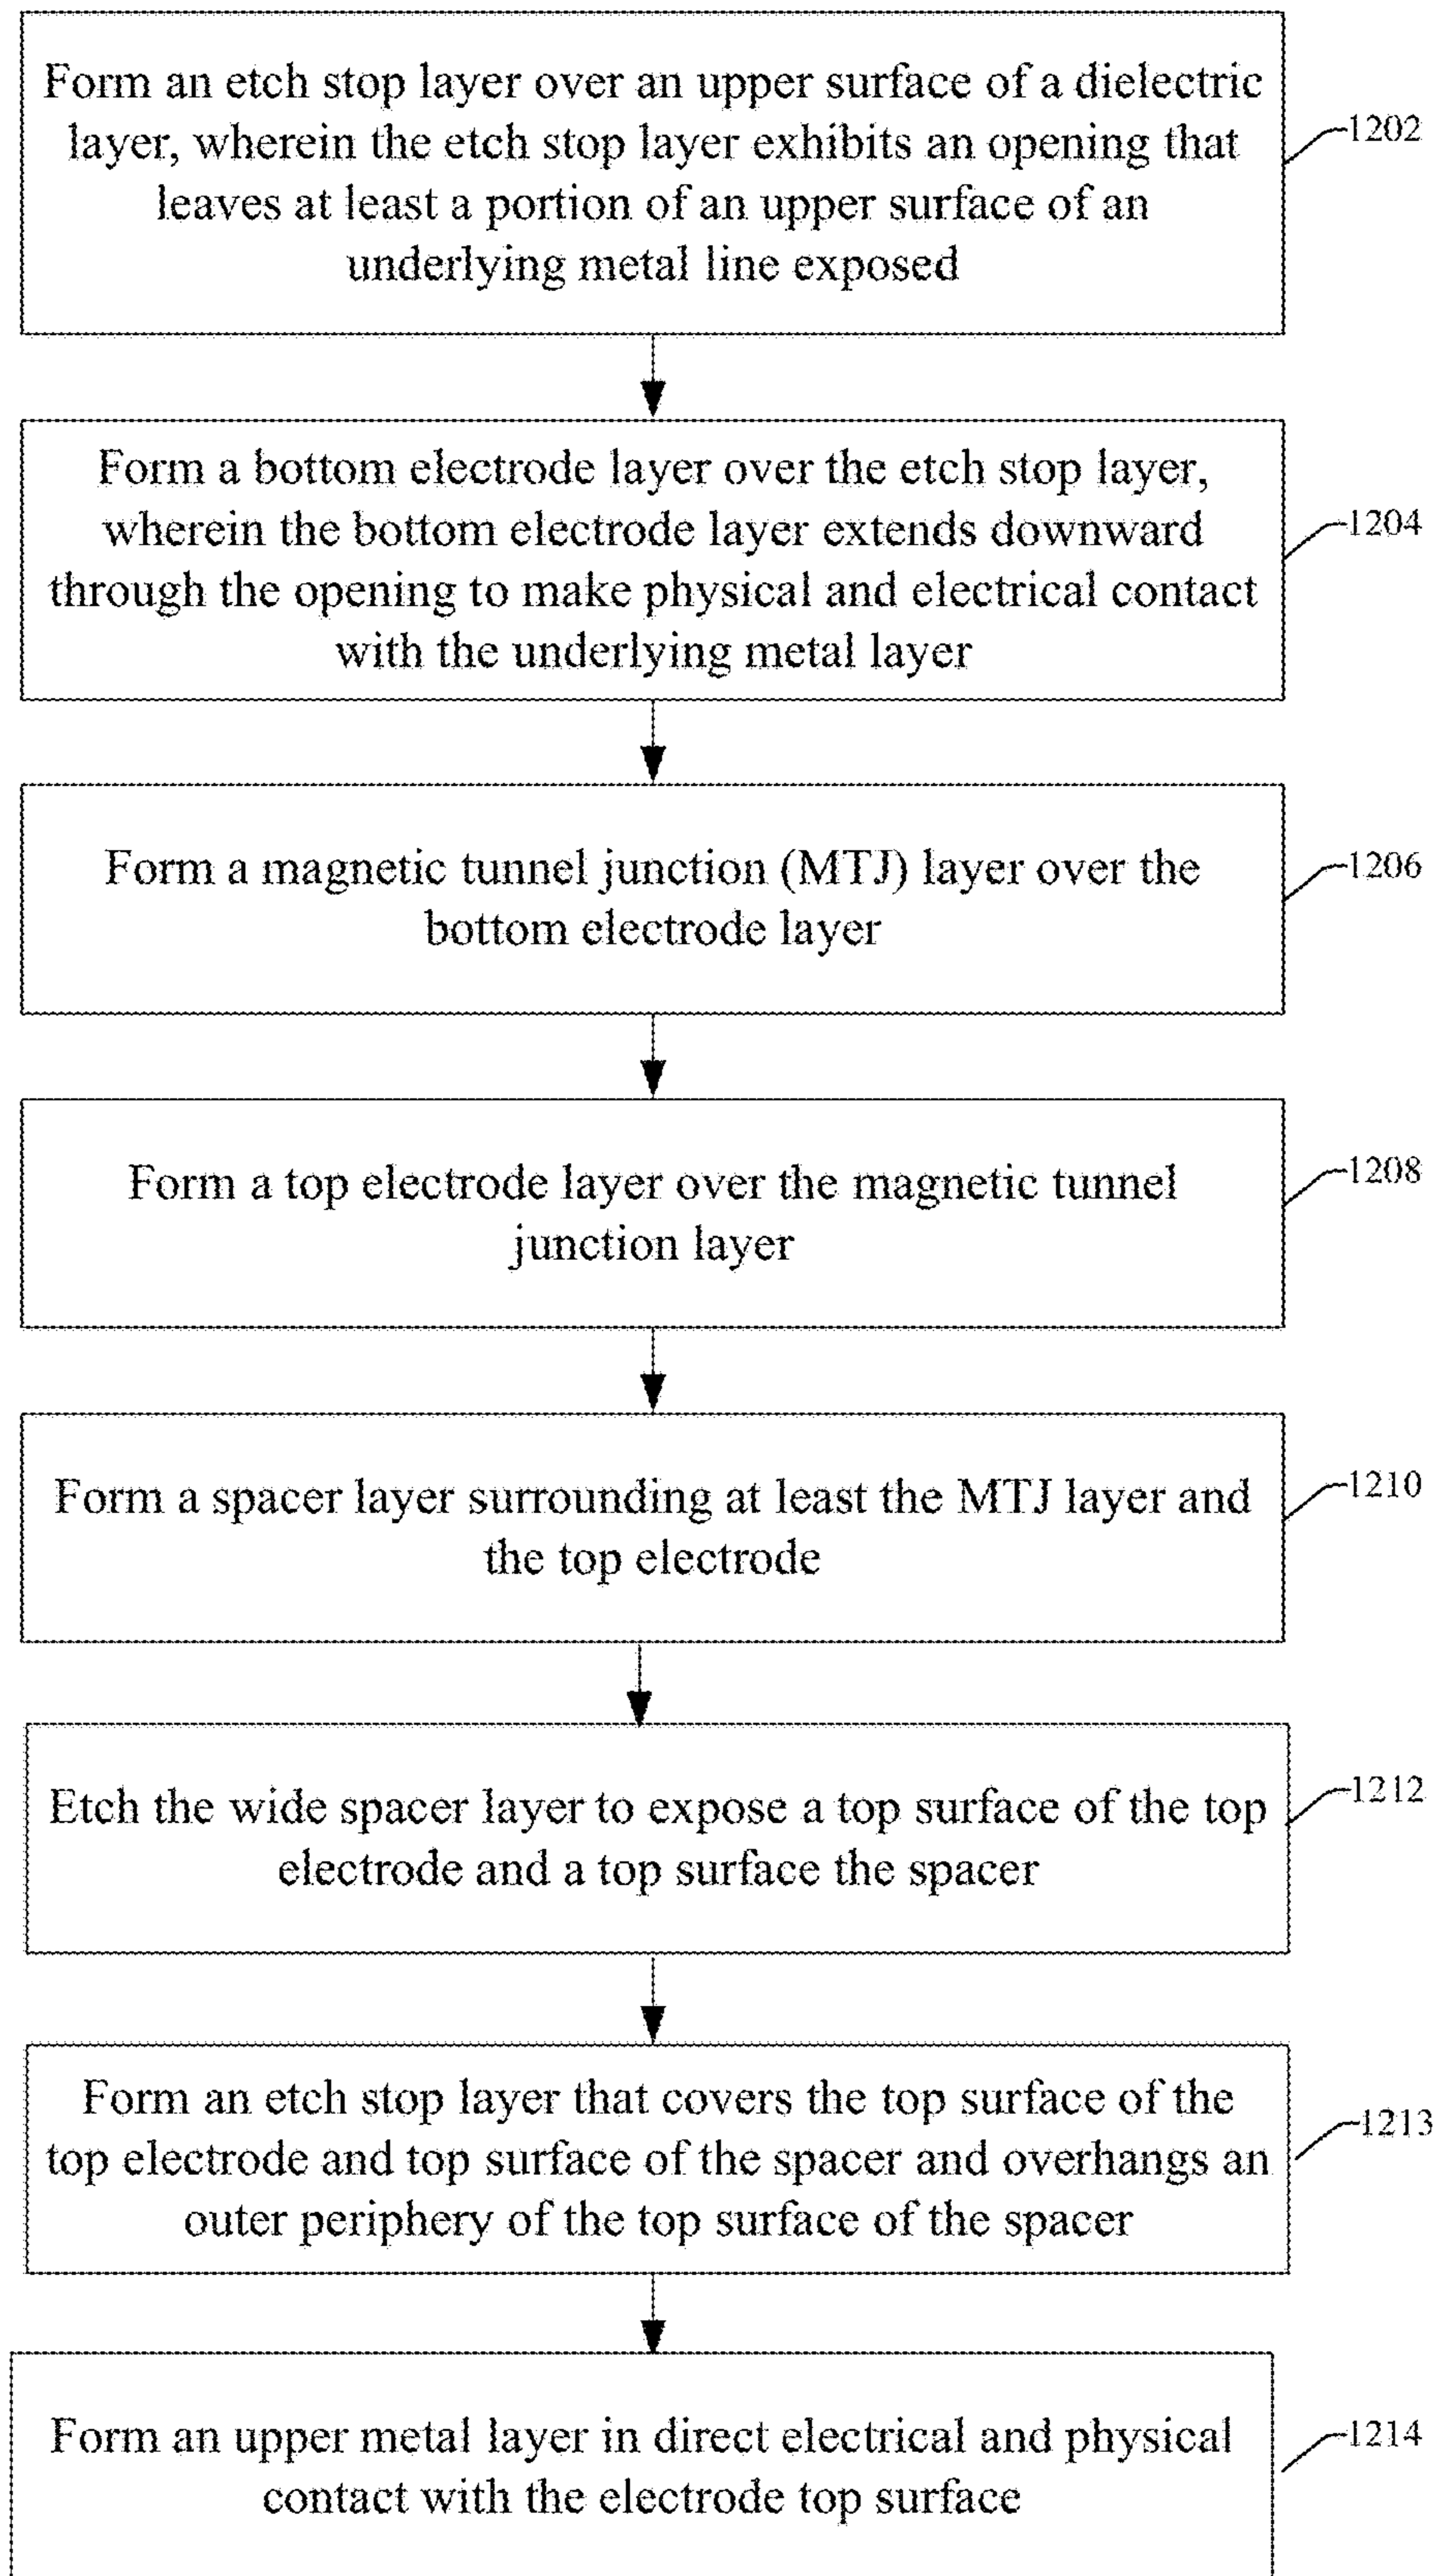 Form an etch stop layer over an upper surface of a dielectric
layer, wherein the etch stop layer exhibits an opening that
leaves at least a portion of an upper surface of an
underlying metal line exposed
1202
Form a bottom electrode layer over the etch stop layer,
wherein the bottom electrode layer extends downward
through the opening to make physical and electrical contact
with the underlying metal layer
1204
Form a magnetic tunnel junction (MTJ) layer over the
bottom electrode layer
1206
Form a top electrode layer over the magnetic tunnel
junction layer
1208
Form a spacer layer surrounding at least the MTJ layer and
the top electrode
1210
Etch the wide spacer layer to expose a top surface of the top
electrode and a top surface the spacer
1212
Form an etch stop layer that covers the top surface of the
top electrode and top surface of the spacer and overhangs an
outer periphery of the top surface of the spacer
1213
Form an upper metal layer in direct electrical and physical
contact with the electrode top surface
1214